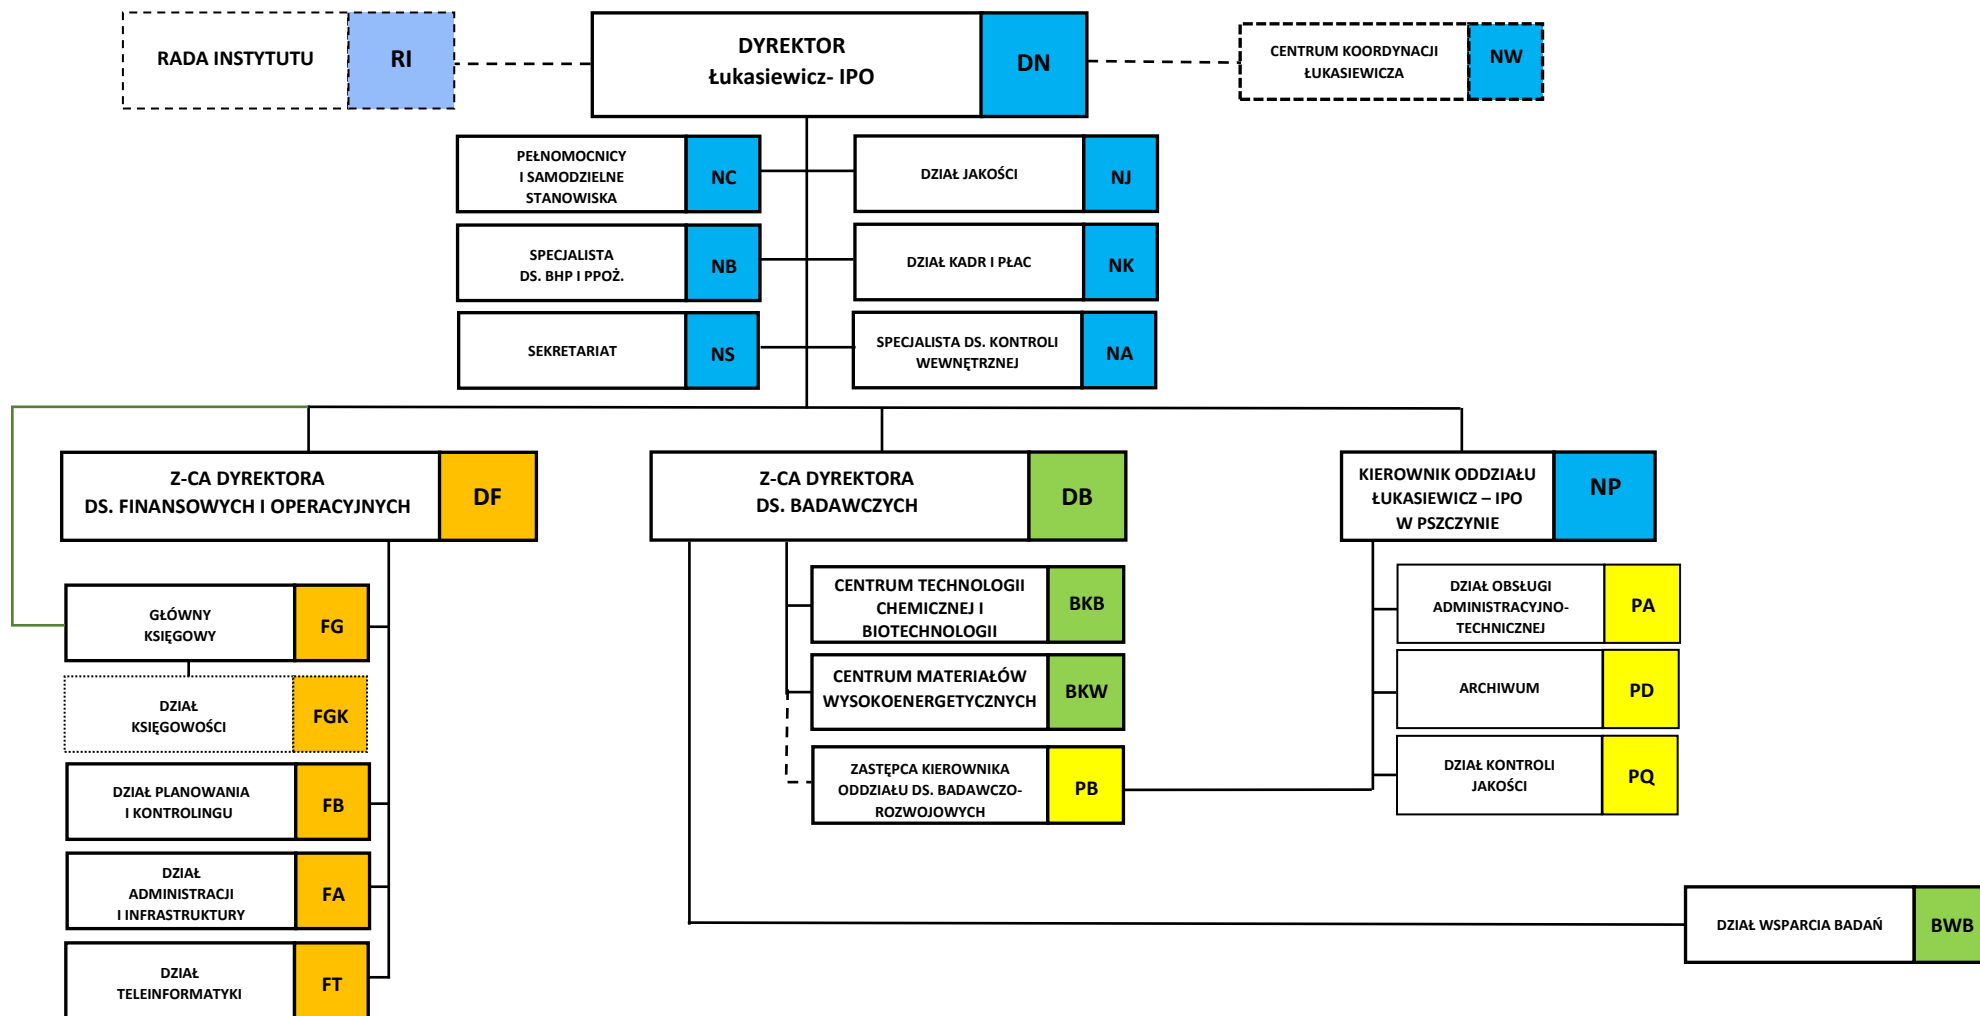 RADA INSTYTUTU
RI
DYREKTOR
Łukasiewicz- IPO
DN
CENTRUM KOORDYNACJI
ŁUKASIEWICZA
NW
PEŁNOMOCNICY
I SAMODZIELNE
STANOWISKA
NC
DZIAŁ JAKOŚCI
NJ
SPECJALISTA
DS. BHP I PPOŻ.
NB
DZIAŁ KADR I PŁAC
NK
SEKRETARIAT
NS
SPECJALISTA DS. KONTROLI
WEWNĘTRZNEJ
NA
Z-CA DYREKTORA
DS. FINANSOWYCH I OPERACYJNYCH
DF
Z-CA DYREKTORA
DS. BADAWCZYCH
DB
KIEROWNIK ODDZIAŁU
ŁUKASIEWICZ – IPO
W PSZCZYNIE
NP
GŁÓWNY
KSIĘGOWY
FG
DZIAŁ
KSIĘGOWOŚCI
FGK
DZIAŁ PLANOWANIA
I KONTROLINGU
FB
DZIAŁ
ADMINISTRACJI
I INFRASTRUKTURY
FA
DZIAŁ
TELEINFORMATYKI
FT
CENTRUM TECHNOLOGII
CHEMICZNEJ I
BIOTECHNOLOGII
BKB
CENTRUM MATERIAŁÓW
WYSOKOENERGETYCZNYCH
BKW
ZASTĘPCA KIEROWNIKA
ODDZIAŁU DS. BADAWCZO-
ROZWOJOWYCH
PB
DZIAŁ OBSŁUGI
ADMINISTRACYJNO-
TECHNICZNEJ
PA
ARCHIWUM
PD
DZIAŁ KONTROLI
JAKOŚCI
PQ
DZIAŁ WSPARCIA BADAŃ
BWB